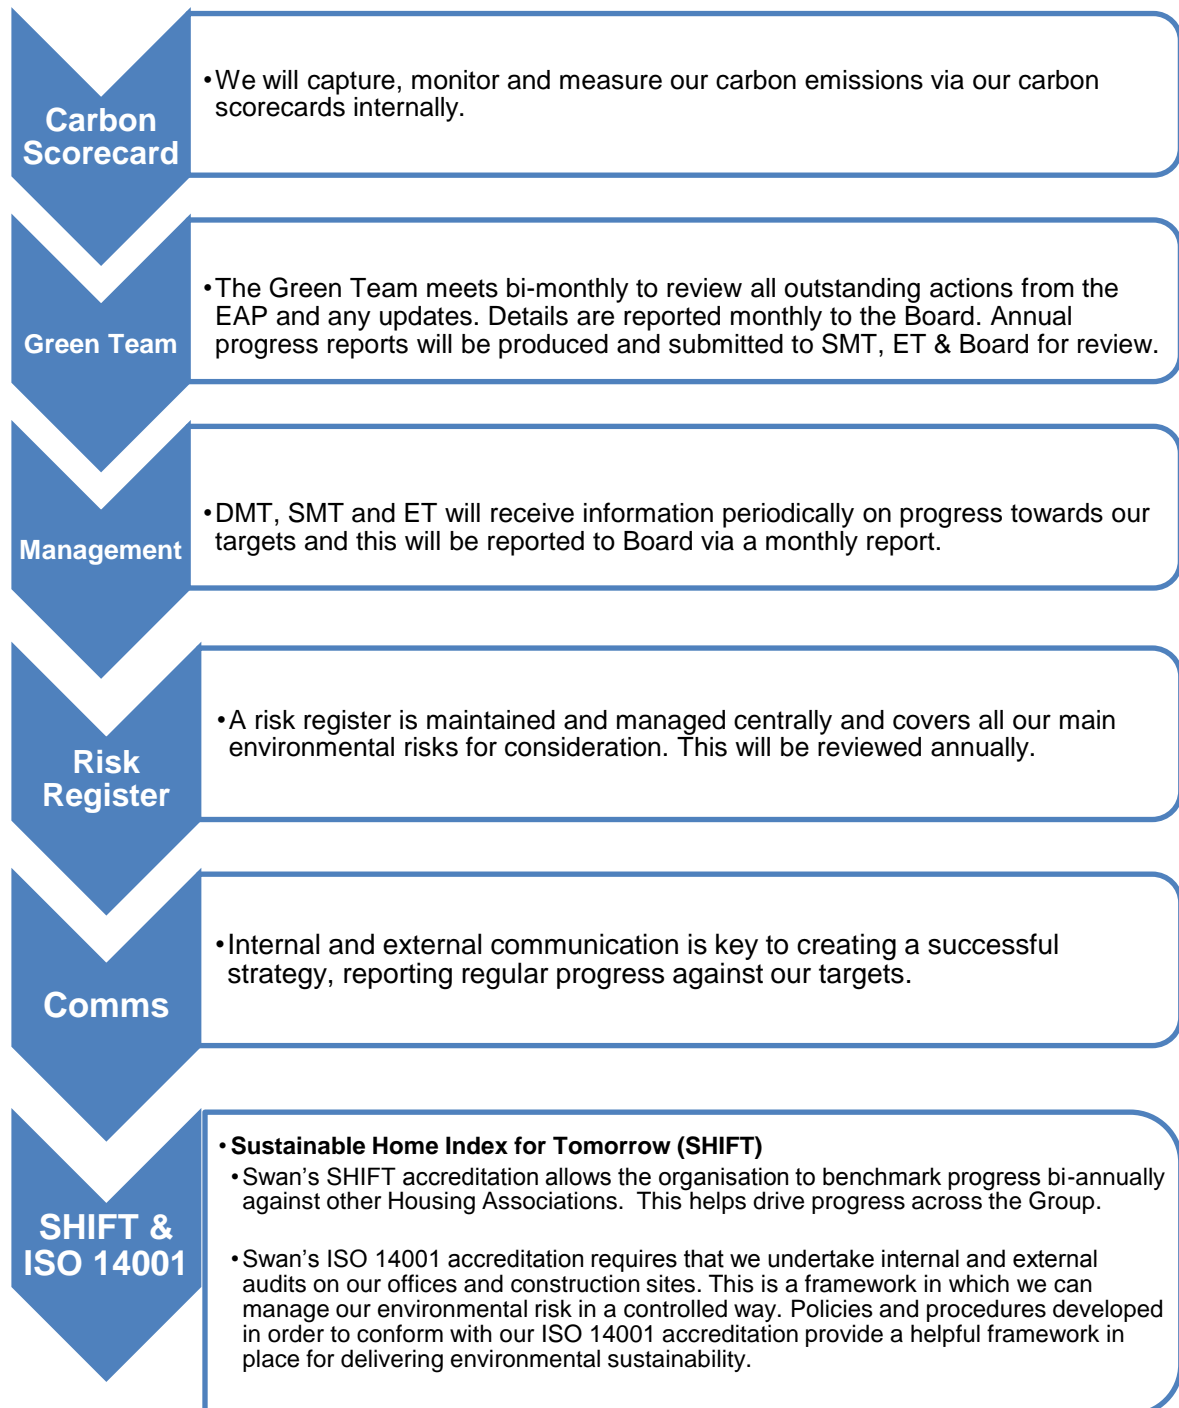 Carbon
Scorecard
•We will capture, monitor and measure our carbon emissions via our carbon
scorecards internally.
Green Team
•The Green Team meets bi-monthly to review all outstanding actions from the
EAP and any updates. Details are reported monthly to the Board. Annual
progress reports will be produced and submitted to SMT, ET & Board for review.
Management
•DMT, SMT and ET will receive information periodically on progress towards our
targets and this will be reported to Board via a monthly report.
Risk
Register
•A risk register is maintained and managed centrally and covers all our main
environmental risks for consideration. This will be reviewed annually.
Comms
•Internal and external communication is key to creating a successful
strategy, reporting regular progress against our targets.
SHIFT &
ISO 14001
•Sustainable Home Index for Tomorrow (SHIFT)
•Swan’s SHIFT accreditation allows the organisation to benchmark progress bi-annually
against other Housing Associations.  This helps drive progress across the Group.
•Swan’s ISO 14001 accreditation requires that we undertake internal and external
audits on our offices and construction sites. This is a framework in which we can
manage our environmental risk in a controlled way. Policies and procedures developed
in order to conform with our ISO 14001 accreditation provide a helpful framework in
place for delivering environmental sustainability.